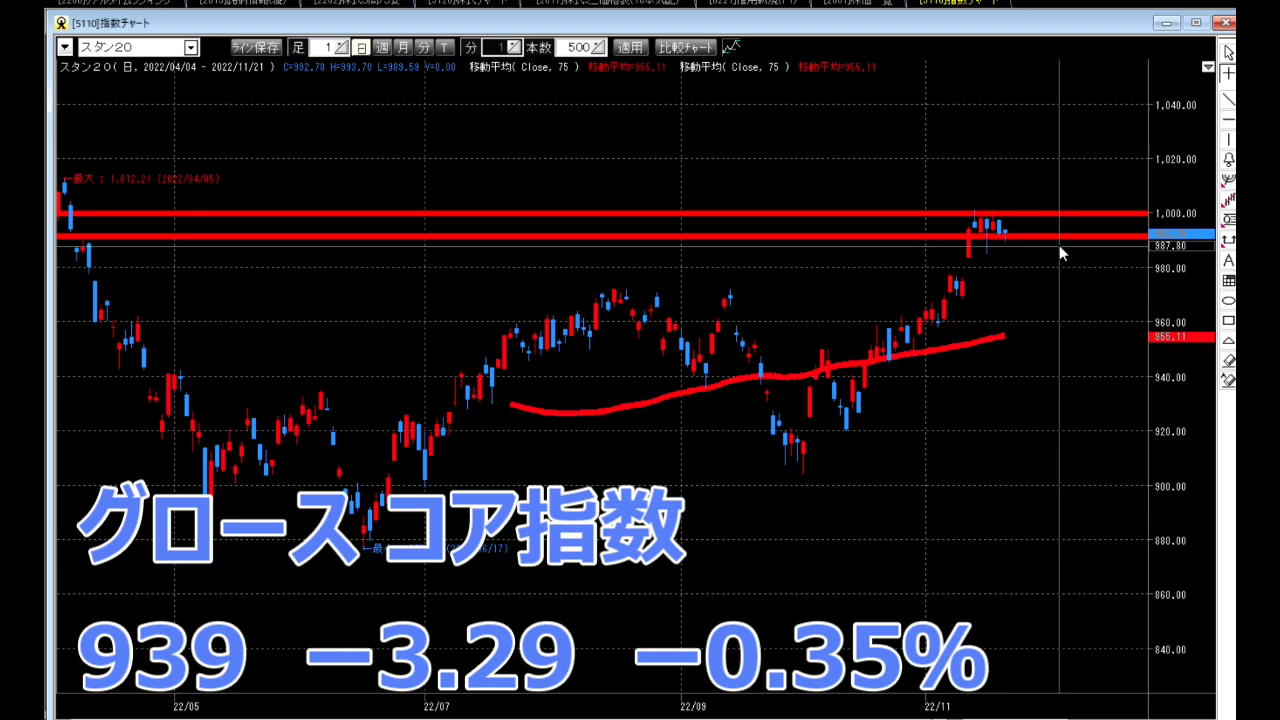 [5110]指数チャート
スタン20 ライン保存 足 1 日 週 月 分 T 分 1 本数 500 適用 比較チャート
スタン20( 日, 2022/04/04 - 2022/11/21 ) C=992.78 H=993.70 L=989.59 V=0.00 移動平均( Close, 75 ) 移動平均=955.11 移動平均( Close, 75 ) 移動平均=955.11
1,040.00
1,020.00
←最大 : 1,012.21 (2022/04/05)
1,000.00
987.80
980.00
960.00
955.11
940.00
920.00
900.00
グロースコア指数
880.00
860.00
939 −3.29 −0.35%
840.00
22/05 22/07 22/09 22/11